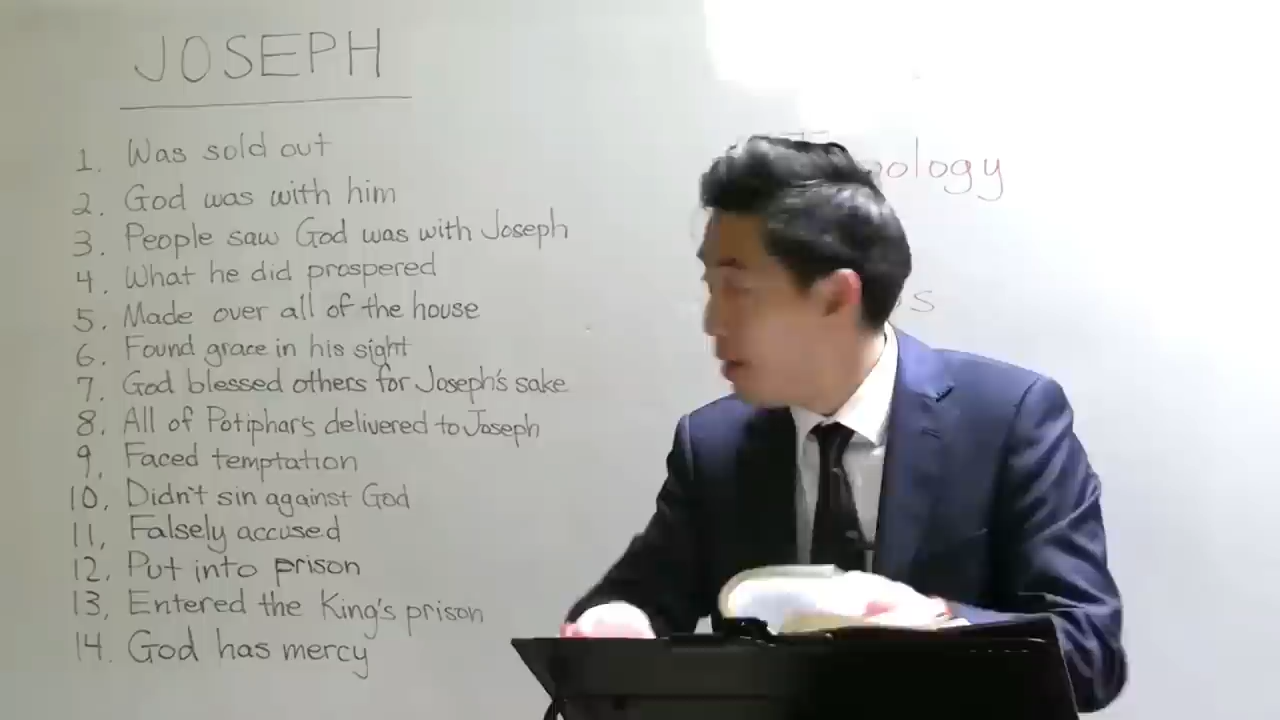 JOSEPH
1. Was sold out
2. God was with him
3. People saw God was with Joseph
4. What he did prospered
5. Made over all of the house
6. Found grace in his sight
7. God blessed others for Joseph's sake
8. All of Potiphar's delivered to Joseph
9. Faced temptation
10. Didn't sin against God
11. Falsely accused
12. Put into prison
13. Entered the King's prison
14. God has mercy